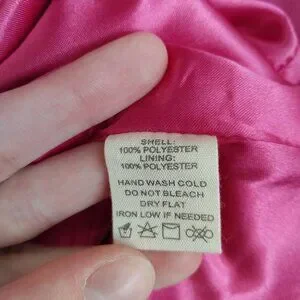 SHELL:
100% POLYESTER
LINING:
100% POLYESTER
HAND WASH COLD
DO NOT BLEACH
DRY FLAT
IRON LOW IF NEEDED